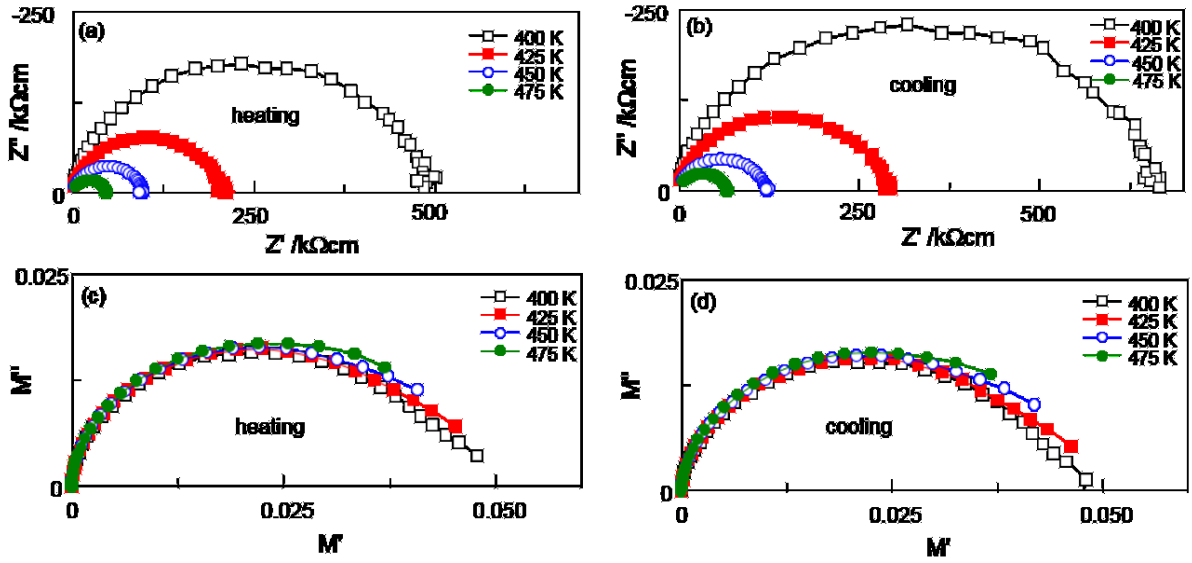 -250
(a)
400 K
425 K
450 K
475 K
heating
Z'' /kΩcm
0
0
250
500
Z' /kΩcm
-250
(b)
400 K
425 K
450 K
475 K
cooling
Z'' /kΩcm
0
0
250
500
Z' /kΩcm
0.025
(c)
400 K
425 K
450 K
475 K
heating
M''
0
0
0.025
0.050
M'
0.025
(d)
400 K
425 K
450 K
475 K
cooling
M''
0
0
0.025
0.050
M'